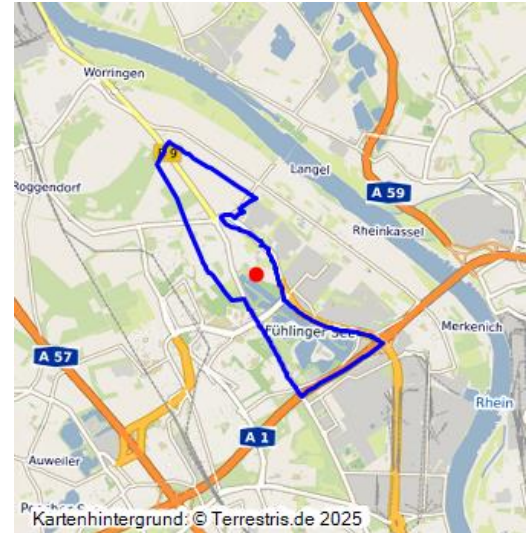 Worringen
B 9
Langel
Roggendorf
A 59
Rheinkassel
Fühlinger See
Merkenich
A 57
Rhein
A 1
Auweiler
Kartenhintergrund: © Terrestris.de 2025